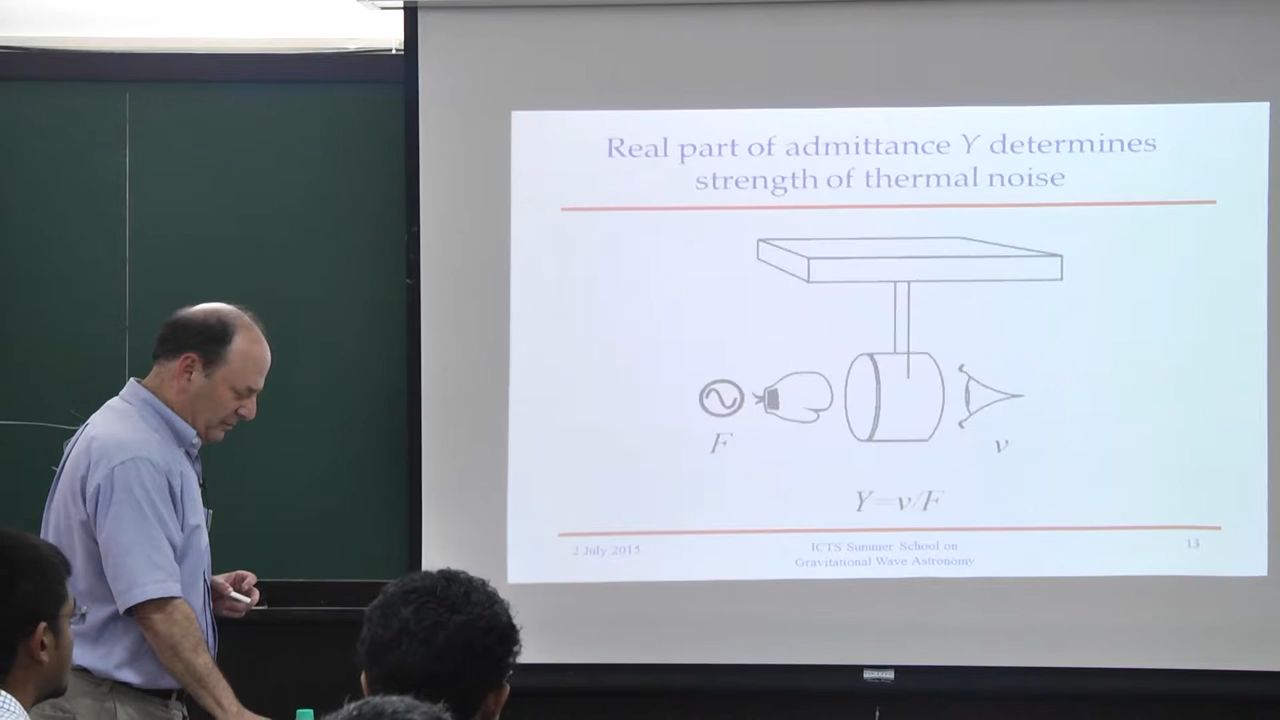 Real part of admittance Y determines
strength of thermal noise
F
v
Y=v/F
2 July 2015
ICTS Summer School on
Gravitational Wave Astronomy
13